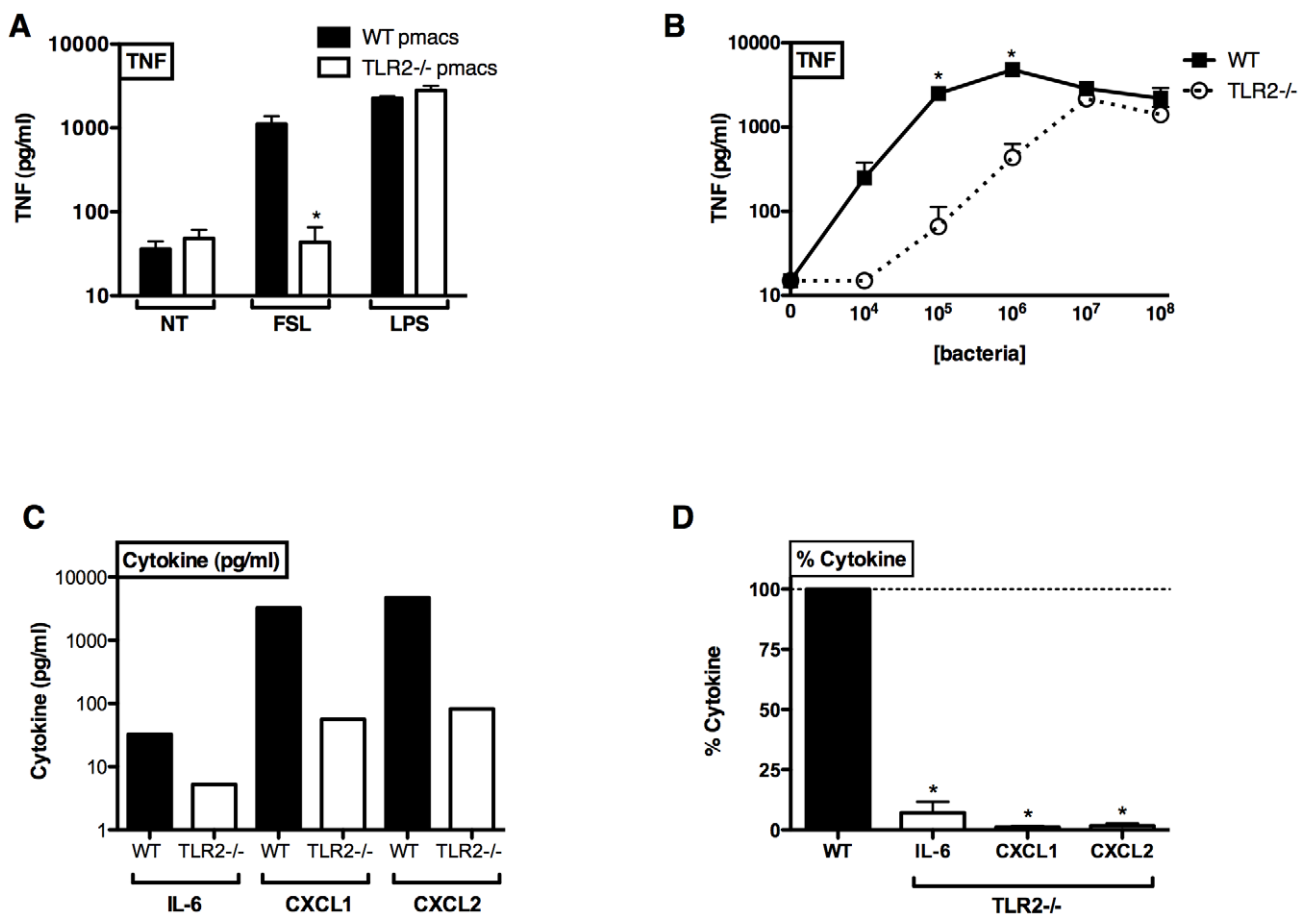 A
TNF
WT pmacs
TLR2-/- pmacs
TNF (pg/ml)
10000
1000
100
10
NT FSL LPS
B
TNF
WT
TLR2-/-
TNF (pg/ml)
10000
1000
100
10
* *
0 10⁴ 10⁵ 10⁶ 10⁷ 10⁸
[bacteria]
*
C
Cytokine (pg/ml)
Cytokine (pg/ml)
10000
1000
100
10
1
WT TLR2-/- WT TLR2-/- WT TLR2-/-
IL-6 CXCL1 CXCL2
D
% Cytokine
% Cytokine
100
75
50
25
0
* * *
WT IL-6 CXCL1 CXCL2
TLR2-/-